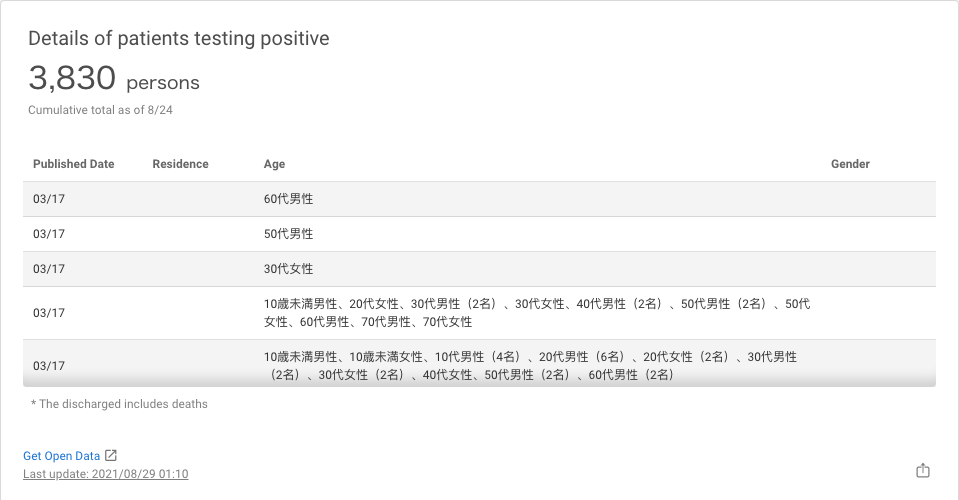 Details of patients testing positive
3,830 persons
Cumulative total as of 8/24
Published Date Residence Age Gender
03/17 60代男性
03/17 50代男性
03/17 30代女性
03/17 10歳未満男性、20代女性、30代男性（2名）、30代女性、40代男性（2名）、50代男性（2名）、50代
女性、60代男性、70代男性、70代女性
03/17 10歳未満男性、10歳未満女性、10代男性（4名）、20代男性（6名）、20代女性（2名）、30代男性
（2名）、30代女性（2名）、40代女性、50代男性（2名）、60代男性（2名）
* The discharged includes deaths
Get Open Data
Last update: 2021/08/29 01:10